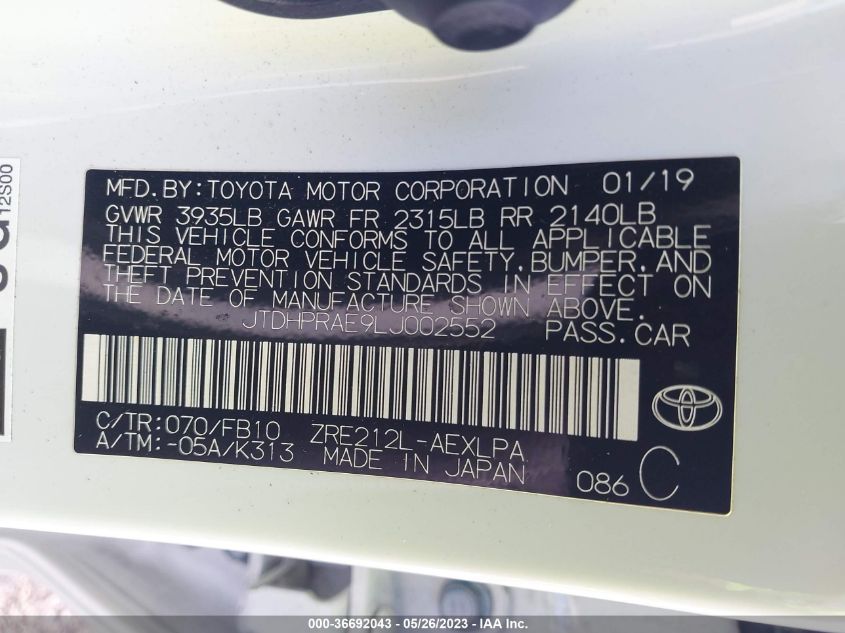 MFD.BY:TOYOTA MOTOR CORPORATION 01/19
GVWR 3935LB GAWR FR 2315LB RR 2140LB
THIS VEHICLE CONFORMS TO ALL APPLICABLE
FEDERAL MOTOR VEHICLE SAFETY,BUMPER,AND
THEFT PREVENTION STANDARDS IN EFFECT ON
THE DATE OF MANUFACTURE SHOWN ABOVE.
JTDHPRAE9LJ002552 PASS.CAR
C/TR:070/FB10 ZRE212L-AEXLPA
A/TM:-05A/K313 MADE IN JAPAN
086 C
12S00
000-36692043 - 05/26/2023 - IAA Inc.